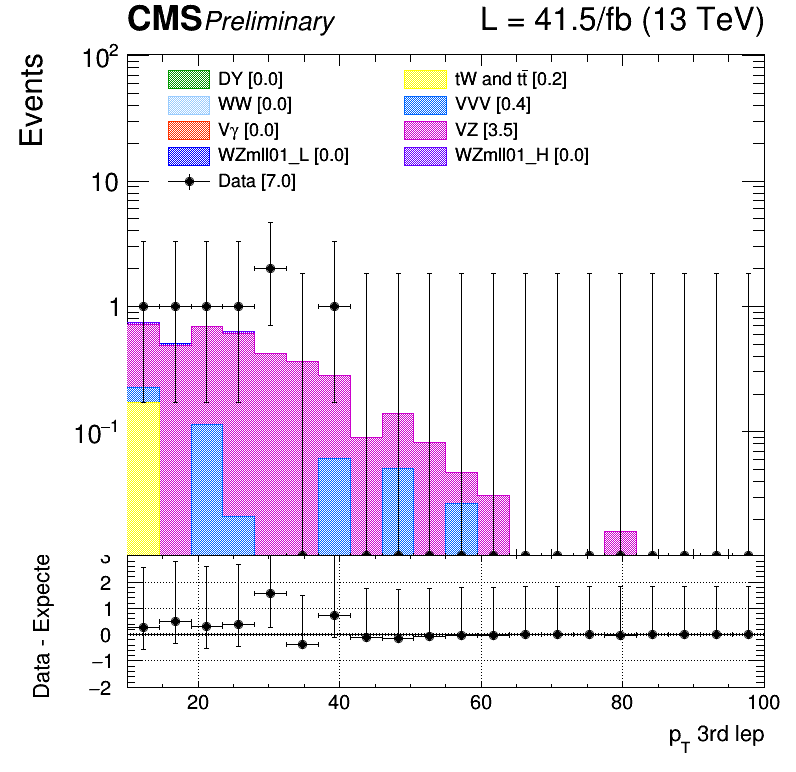 CMS Preliminary L = 41.5/fb (13 TeV)
Events
10²
10
1
10⁻¹
DY [0.0]
tW and tt̄ [0.2]
WW [0.0]
VVV [0.4]
Vγ [0.0]
VZ [3.5]
WZmll01_L [0.0]
WZmll01_H [0.0]
Data [7.0]
Data - Expecte
3
2
1
0
−1
−2
20 40 60 80 100
p_T 3rd lep